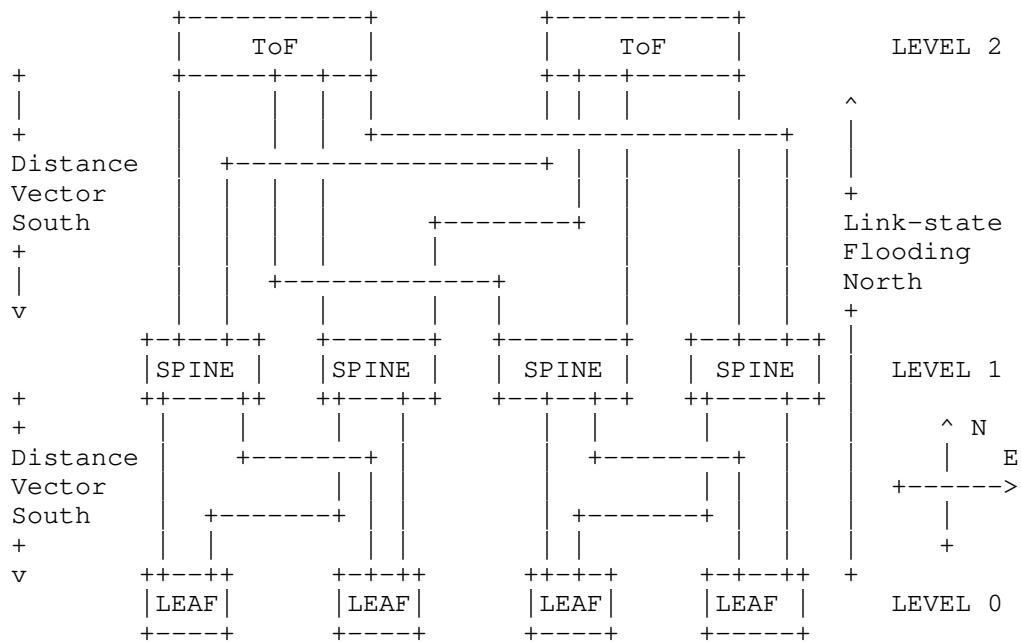 ToF ToF LEVEL 2
Distance
Vector
South Link-state
Flooding
North
SPINE SPINE SPINE SPINE LEVEL 1
^ N
Distance E
Vector
South
v
LEAF LEAF LEAF LEAF LEVEL 0